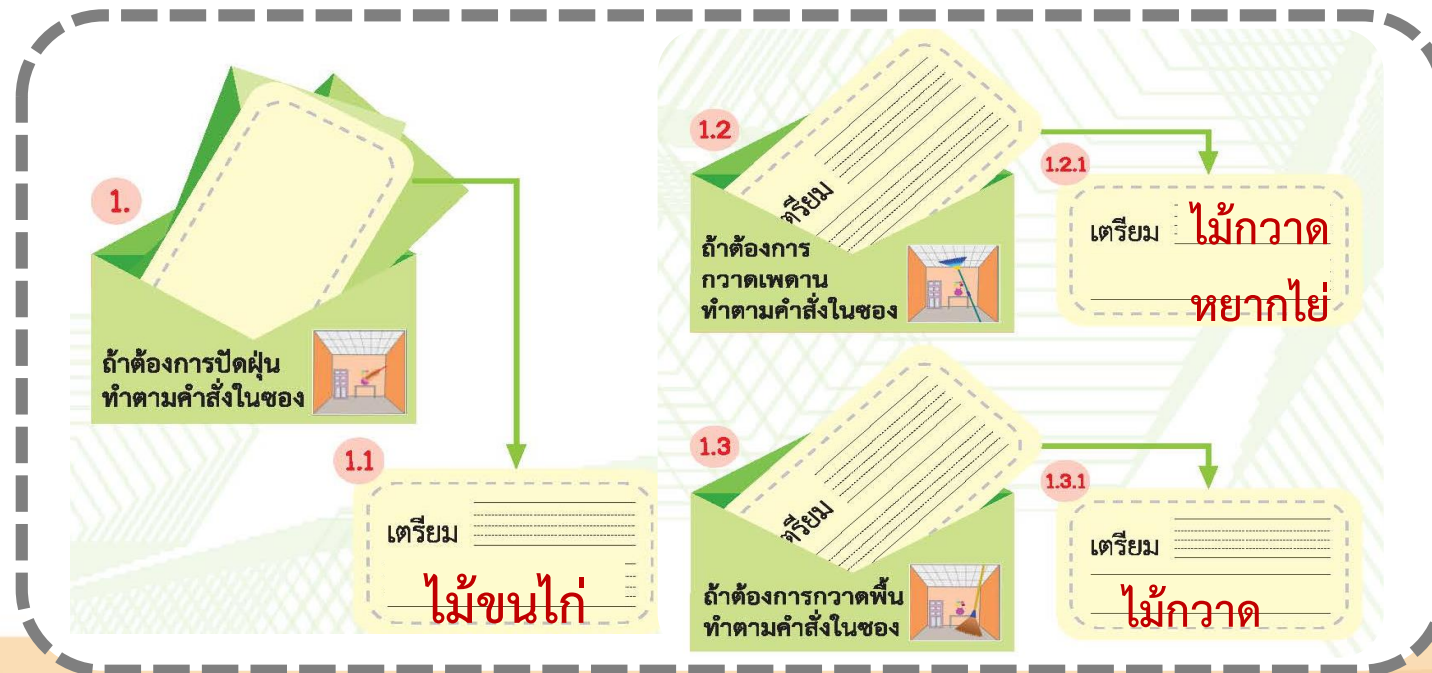 1.
ถ้าต้องการปัดฝุ่น
ทำตามคำสั่งในซอง
1.1
เตรียม
ไม้ขนไก่
1.2
เตรียม
ถ้าต้องการ
กวาดเพดาน
ทำตามคำสั่งในซอง
1.2.1
เตรียม ไม้กวาด
หยากไย่
1.3
เตรียม
ถ้าต้องการกวาดพื้น
ทำตามคำสั่งในซอง
1.3.1
เตรียม
ไม้กวาด